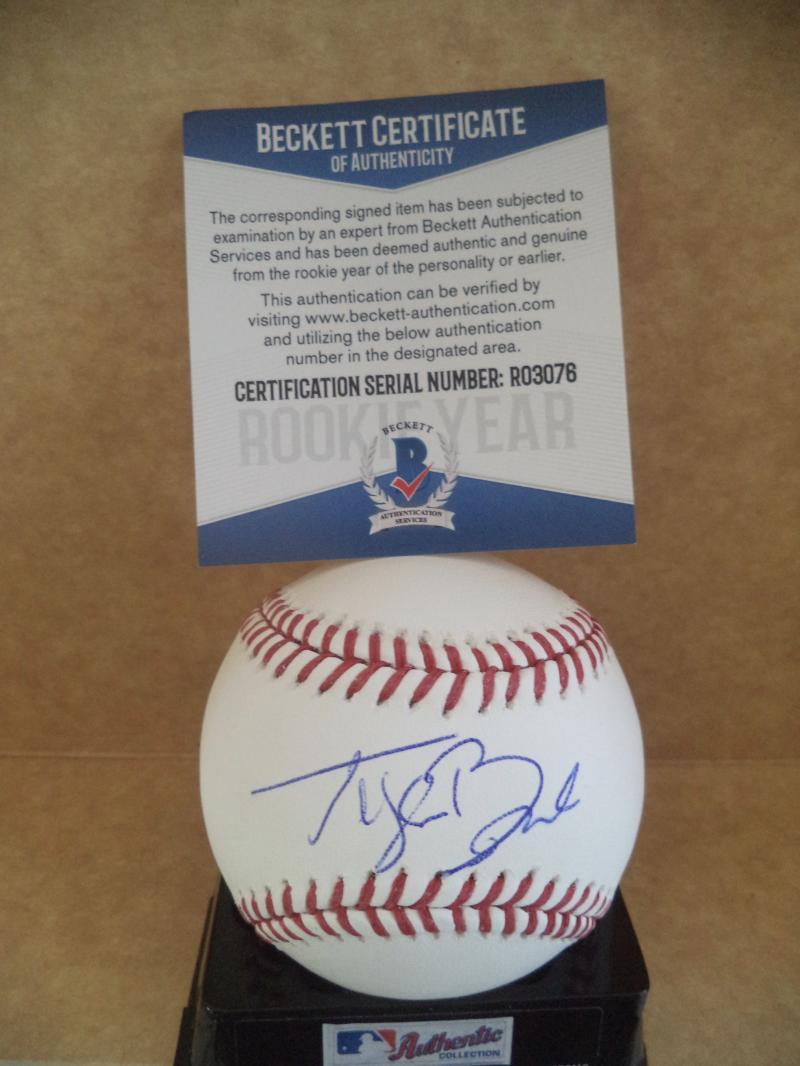 BECKETT CERTIFICATE
OF AUTHENTICITY
The corresponding signed item has been subjected to
examination by an expert from Beckett Authentication
Services and has been deemed authentic and genuine
from the rookie year of the personality or earlier.
This authentication can be verified by
visiting www.beckett-authentication.com
and utilizing the below authentication
number in the designated area.
CERTIFICATION SERIAL NUMBER: R03076
ROOKIE YEAR
BECKETT
B
AUTHENTICATION
SERVICES
Authentic
COLLECTION